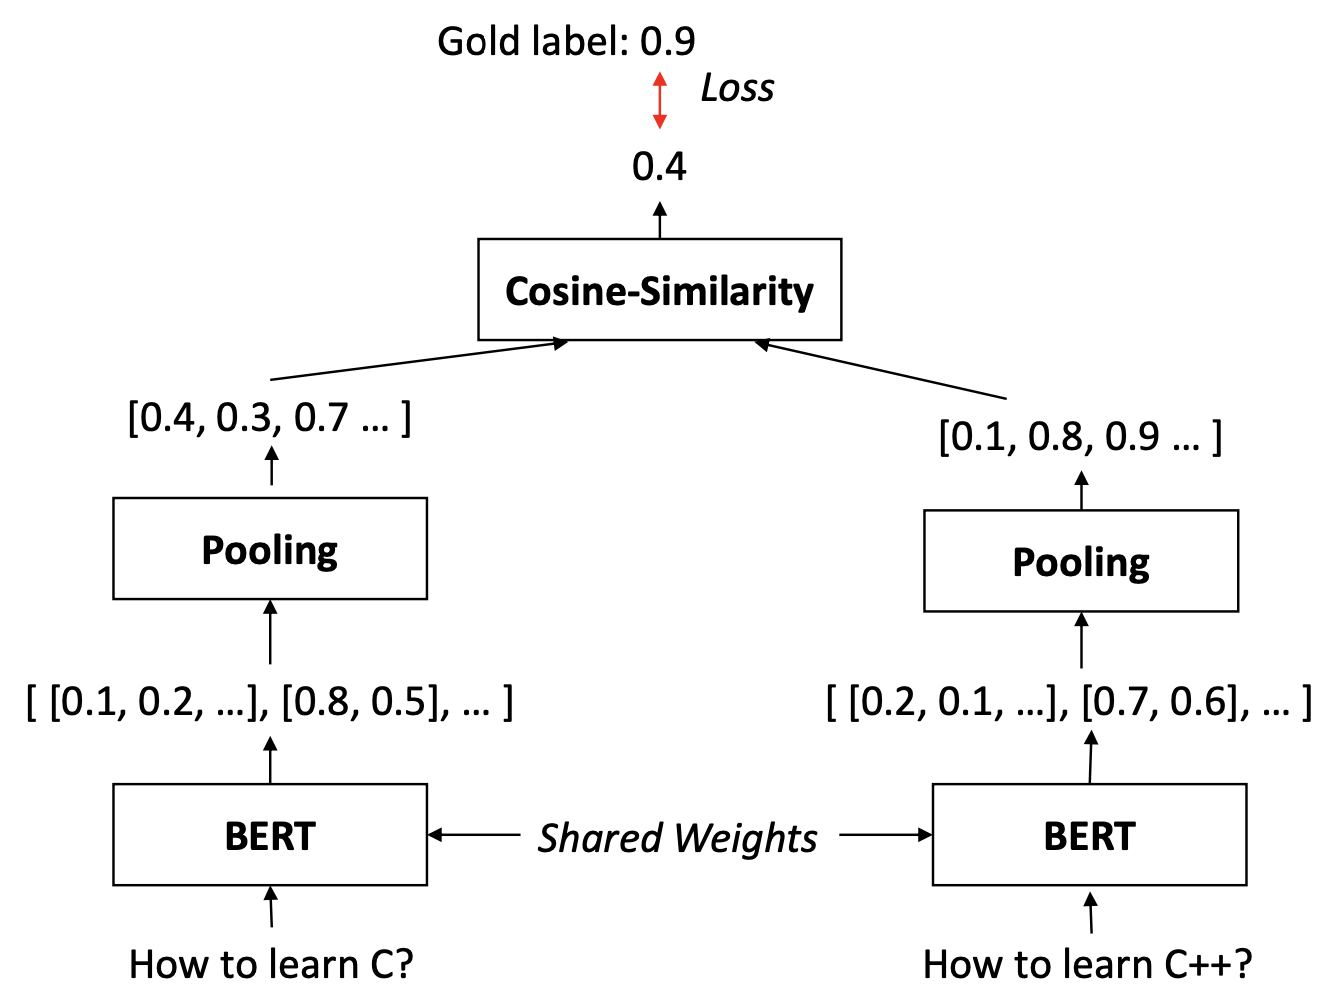 Gold label: 0.9
Loss
0.4
Cosine-Similarity
[0.4, 0.3, 0.7 ... ]
[0.1, 0.8, 0.9 ... ]
Pooling
Pooling
[ [0.1, 0.2, ...], [0.8, 0.5], ... ]
[ [0.2, 0.1, ...], [0.7, 0.6], ... ]
BERT
Shared Weights
BERT
How to learn C?
How to learn C++?